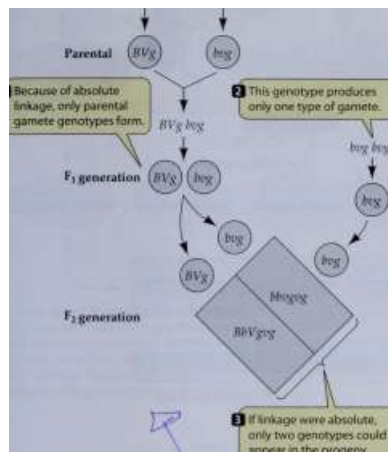 Parental
BVg
bvg
Because of absolute
linkage, only parental
gamete genotypes form.
2 This genotype produces
only one type of gamete.
BVg bvg
bvg bvg
F₁ generation
BVg
bvg
bvg
bvg
bvg
BVg
bbvgvg
BbVgvg
F₂ generation
3 If linkage were absolute,
only two genotypes could
appear in the progeny